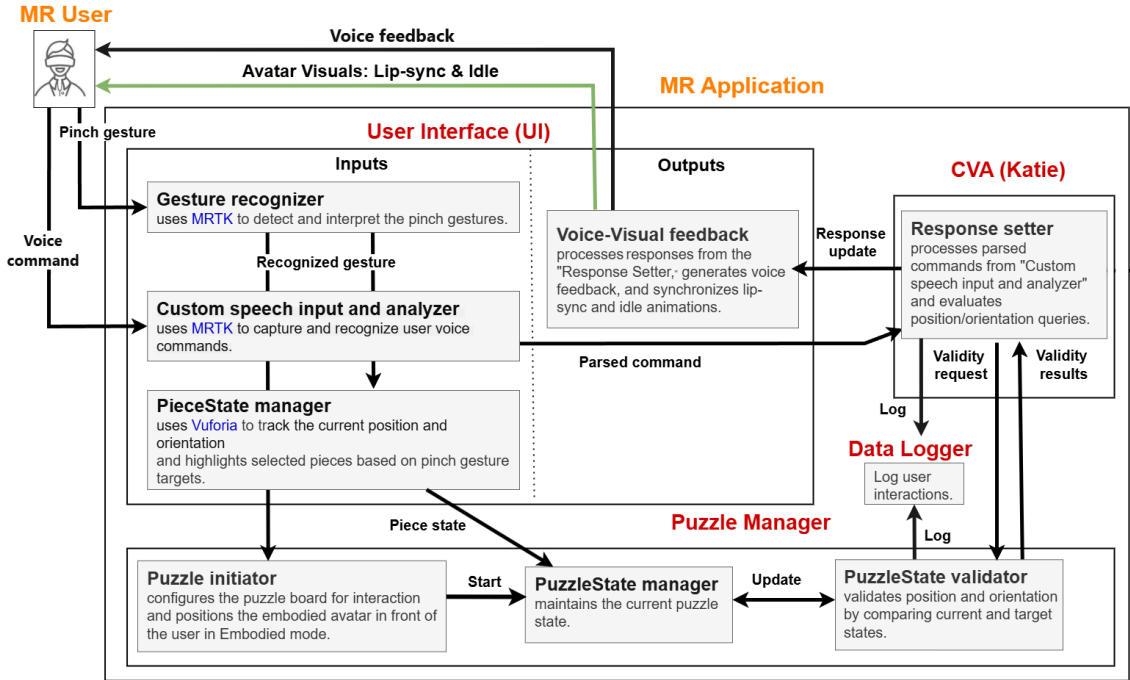 MR User
Voice feedback
Avatar Visuals: Lip-sync & Idle
MR Application
Pinch gesture
User Interface (UI)
Inputs
Outputs
CVA (Katie)
Gesture recognizer
uses MRTK to detect and interpret the pinch gestures.
Voice
command
Recognized gesture
Voice-Visual feedback
processes responses from the
"Response Setter," generates voice
feedback, and synchronizes lip-
sync and idle animations.
Response
update
Response setter
processes parsed
commands from "Custom
speech input and analyzer"
and evaluates
position/orientation queries.
Custom speech input and analyzer
uses MRTK to capture and recognize user voice
commands.
Parsed command
Validity
request
Validity
results
PieceState manager
uses Vuforia to track the current position and
orientation
and highlights selected pieces based on pinch gesture
targets.
Log
Data Logger
Log user
interactions.
Piece state
Puzzle Manager
Log
Puzzle initiator
configures the puzzle board for interaction
and positions the embodied avatar in front of
the user in Embodied mode.
Start
PuzzleState manager
maintains the current puzzle
state.
Update
PuzzleState validator
validates position and orientation
by comparing current and target
states.